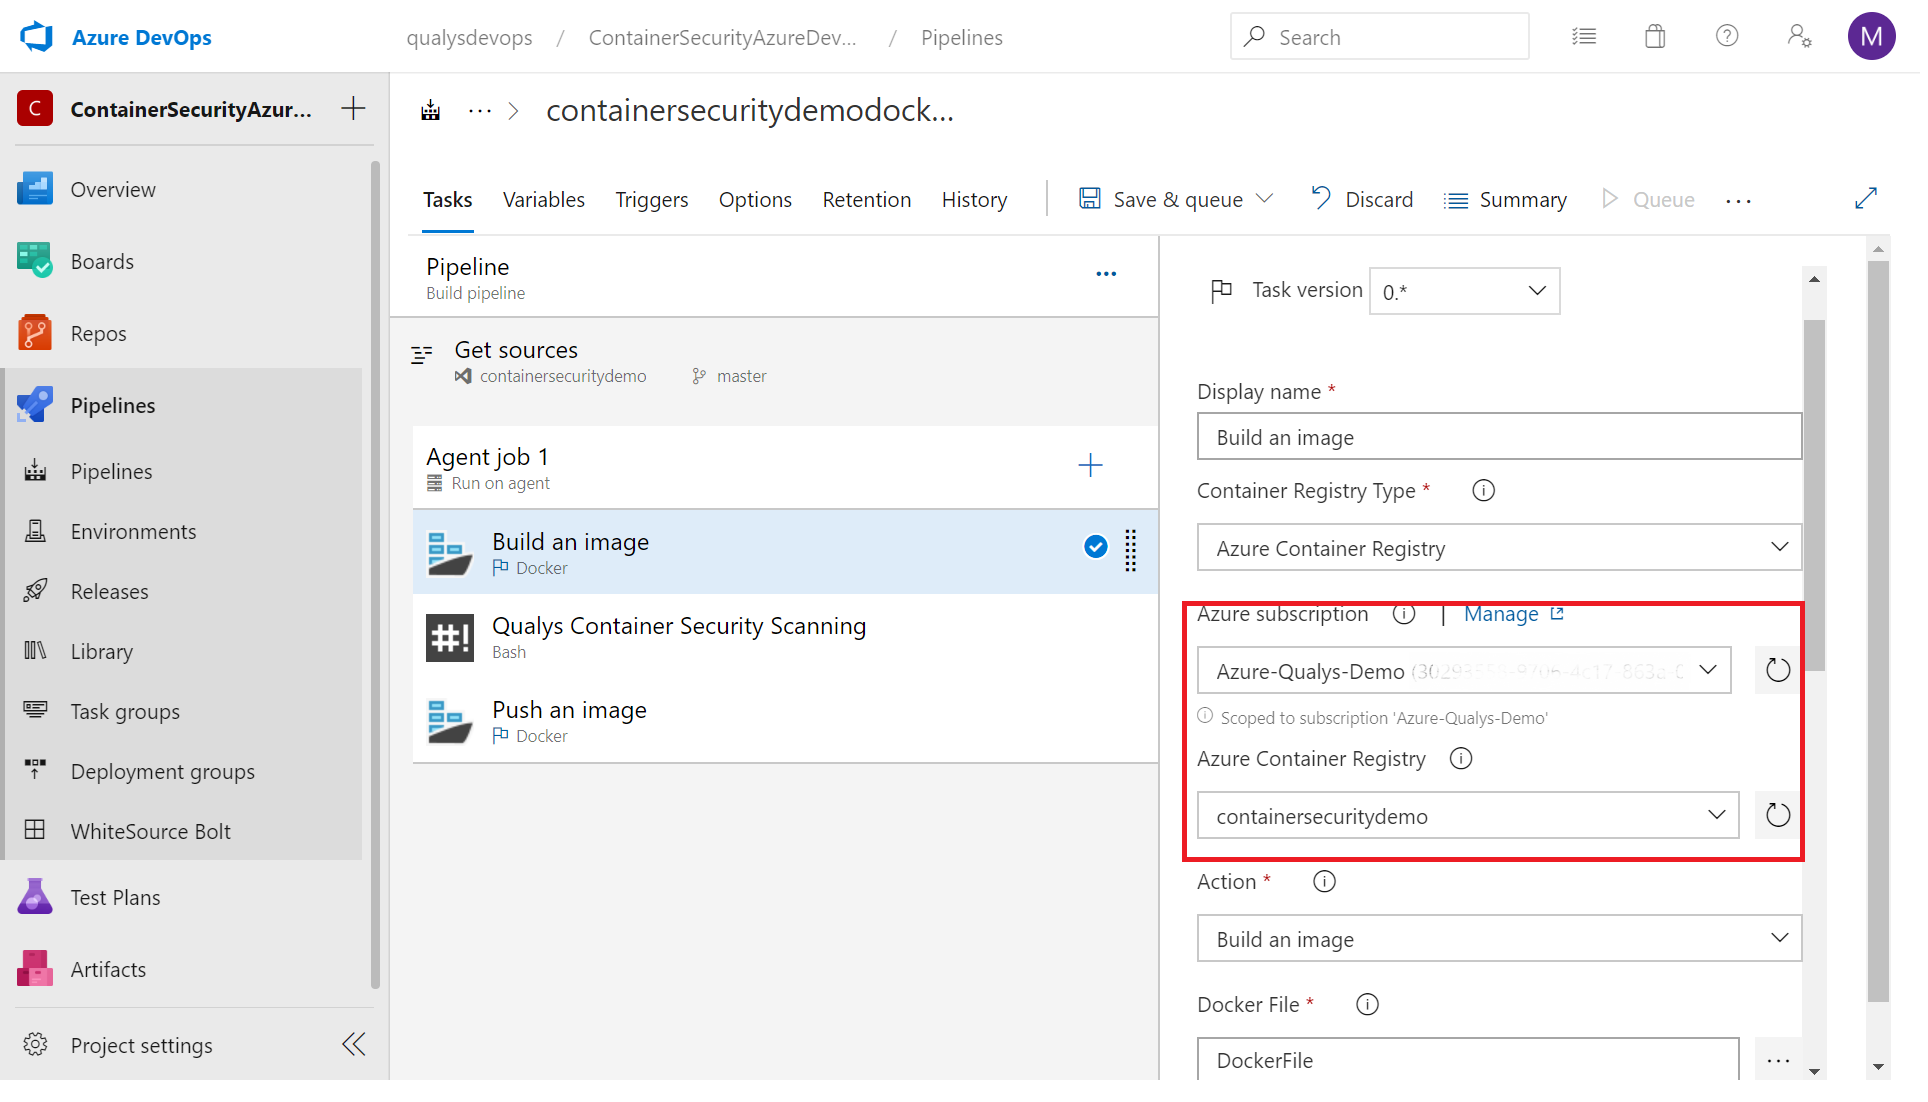 Azure DevOps
qualysdevops / ContainerSecurityAzureDev... / Pipelines
Search
M
C
ContainerSecurityAzur...
Overview
Boards
Repos
Pipelines
Pipelines
Environments
Releases
Library
Task groups
Deployment groups
WhiteSource Bolt
Test Plans
Artifacts
Project settings
... > containersecuritydemodock...
Tasks
Variables
Triggers
Options
Retention
History
Save & queue
Discard
Summary
Queue
...
Pipeline
Build pipeline
...
Get sources
containersecuritydemo
master
Agent job 1
Run on agent
Build an image
Docker
#!
Qualys Container Security Scanning
Bash
Push an image
Docker
Task version
0.*
Display name *
Build an image
Container Registry Type *
Azure Container Registry
Azure subscription | Manage
Azure-Qualys-Demo
Scoped to subscription 'Azure-Qualys-Demo'
Azure Container Registry
containersecuritydemo
Action *
Build an image
Docker File *
DockerFile
...